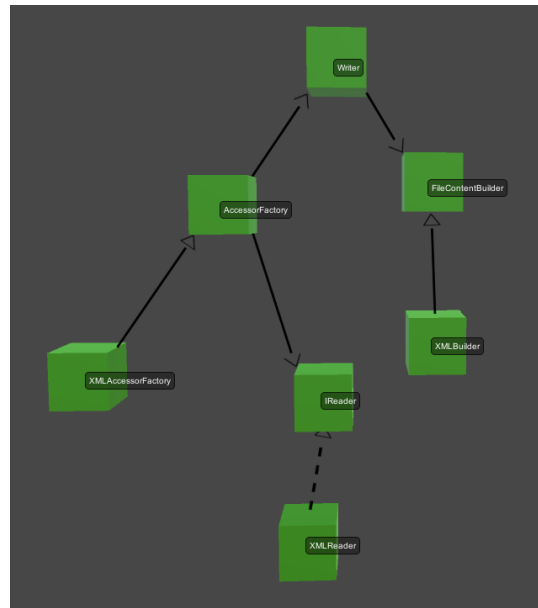 Writer
FileContentBuilder
AccessorFactory
XMLBuilder
XMLAccessorFactory
IReader
XMLReader